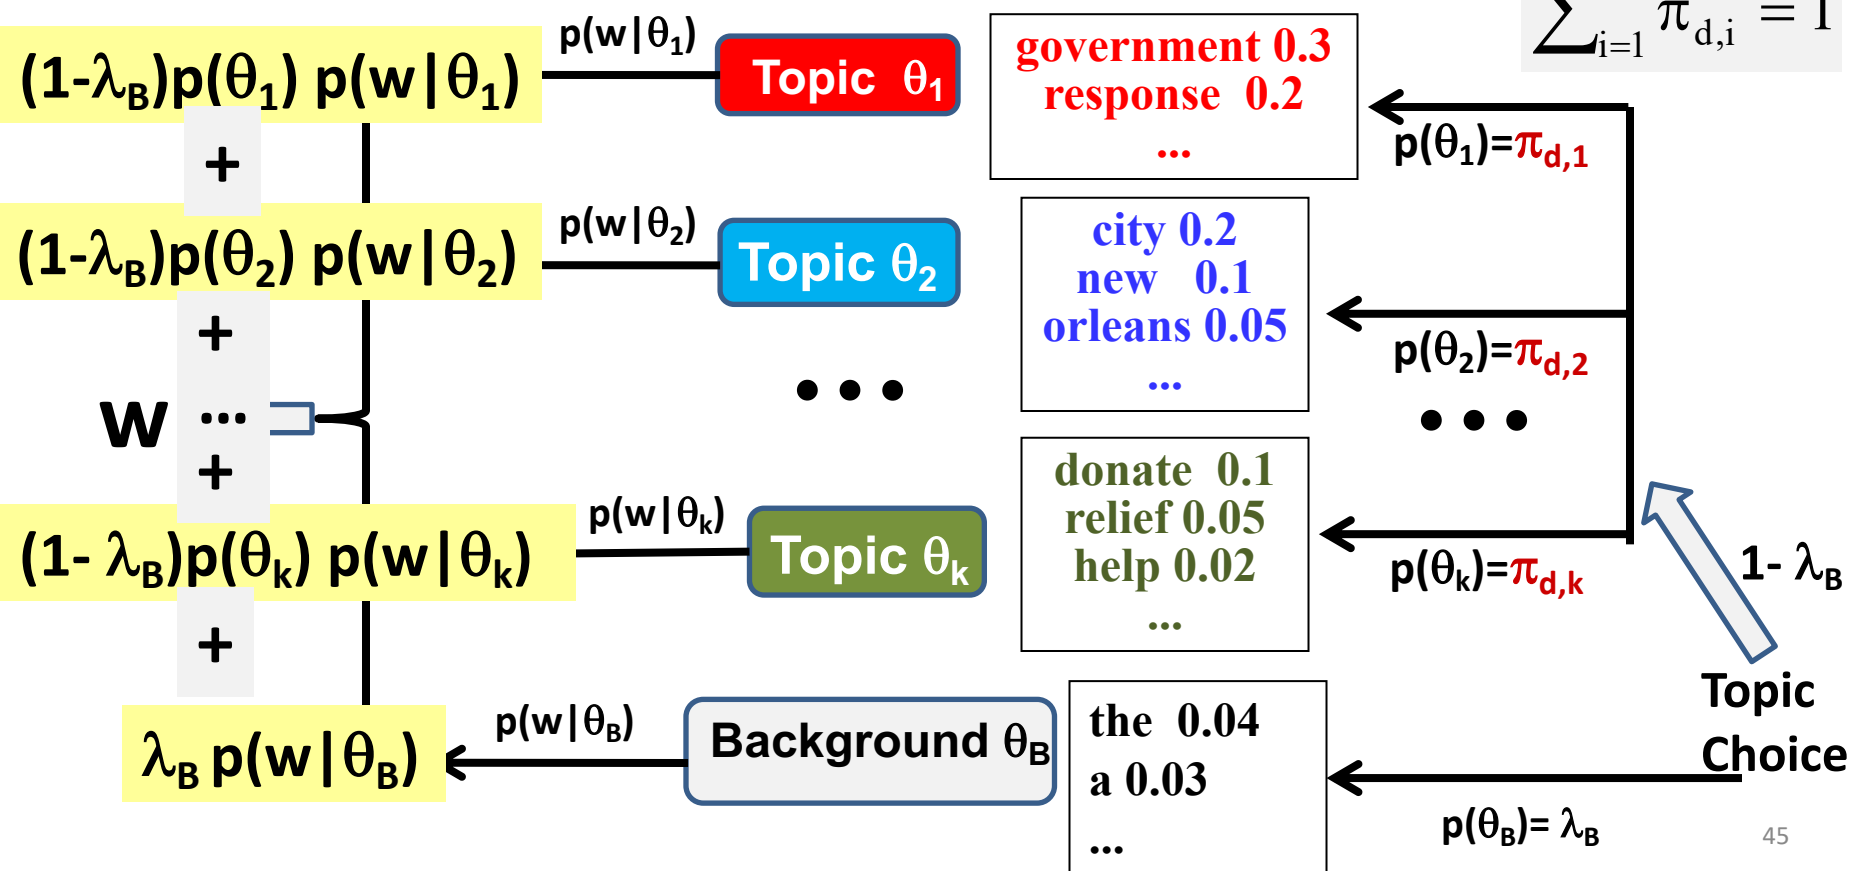 ∑i=1 πd,i = 1
p(w|θ1)
(1-λB)p(θ1) p(w|θ1)
Topic θ1
government 0.3
response 0.2
...
p(θ1)=πd,1
+
p(w|θ2)
(1-λB)p(θ2) p(w|θ2)
Topic θ2
city 0.2
new 0.1
orleans 0.05
...
p(θ2)=πd,2
+
• • •
• • •
w ...
+
p(w|θk)
(1- λB)p(θk) p(w|θk)
Topic θk
donate 0.1
relief 0.05
help 0.02
...
p(θk)=πd,k
1- λB
+
Topic
Choice
p(w|θB)
λB p(w|θB)
Background θB
the 0.04
a 0.03
...
p(θB)= λB
45